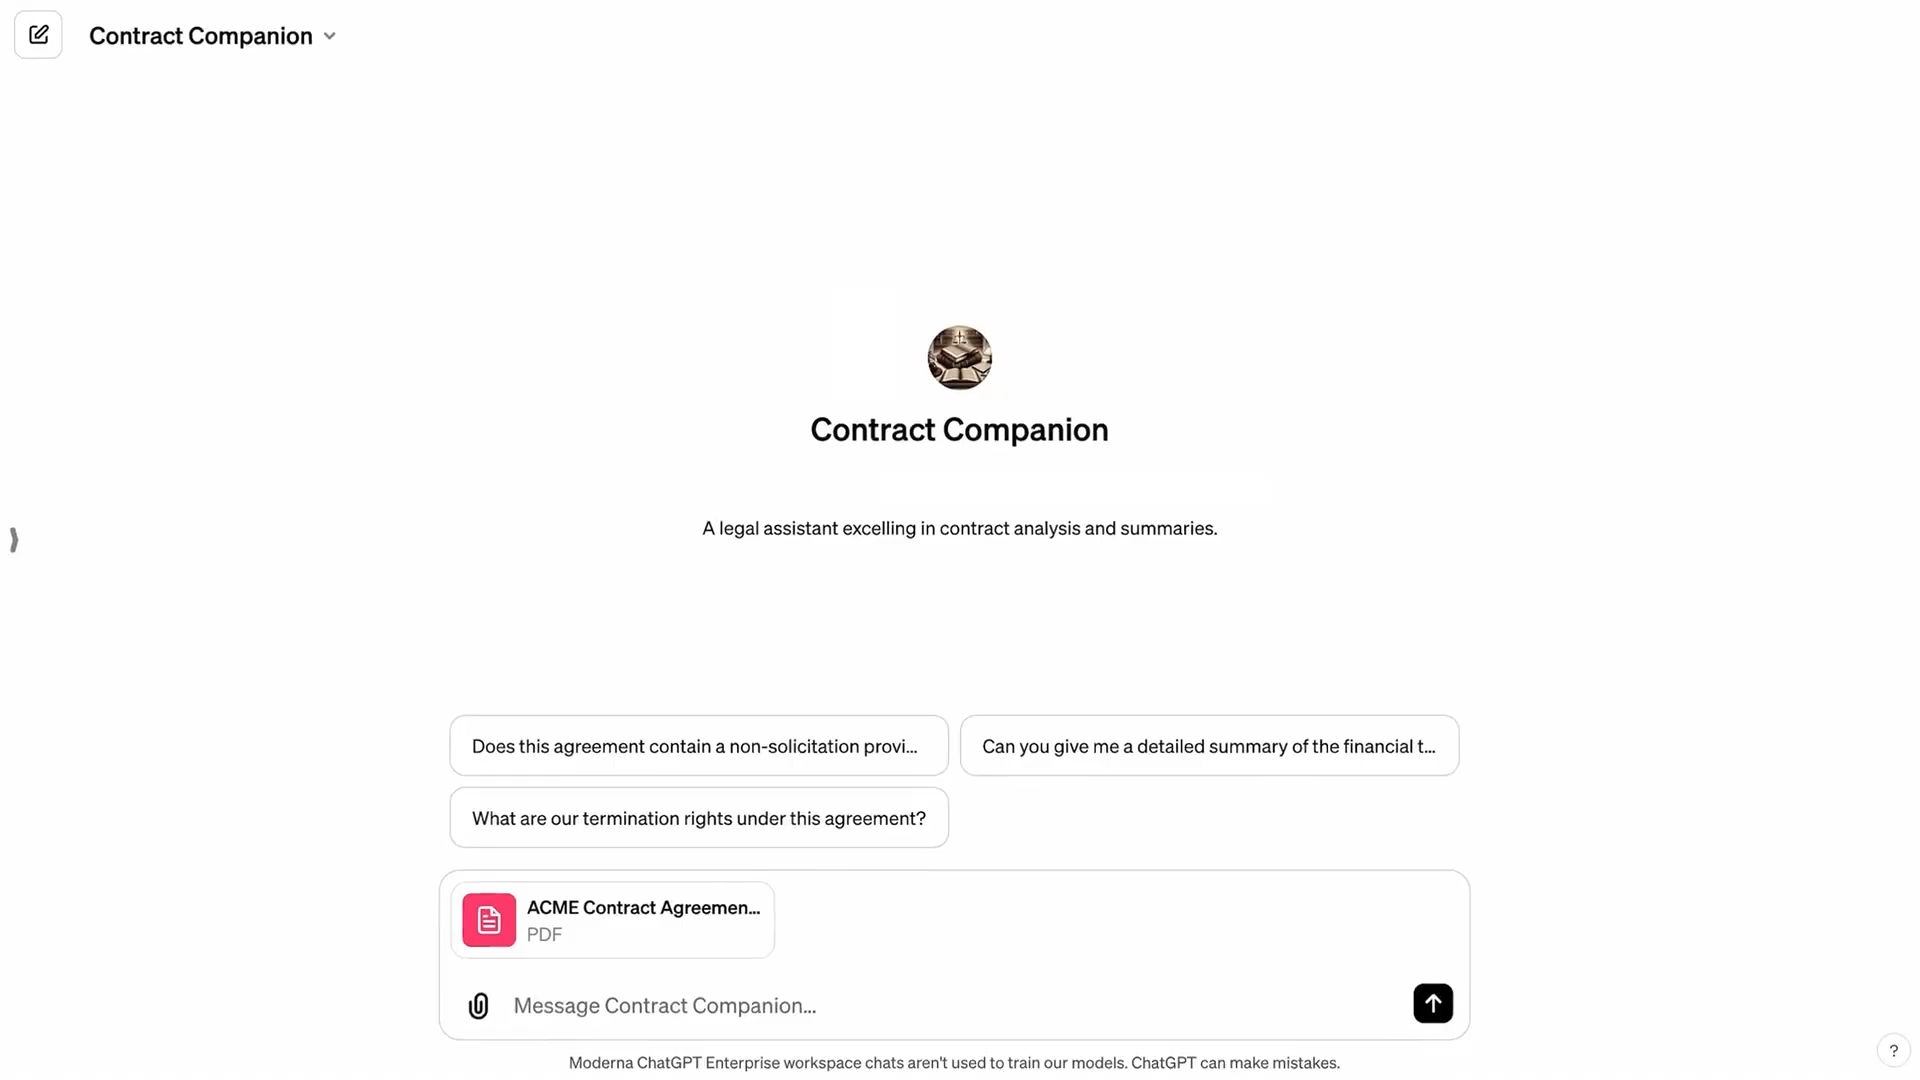 Contract Companion
Contract Companion
A legal assistant excelling in contract analysis and summaries.
Does this agreement contain a non-solicitation provi...
Can you give me a detailed summary of the financial t...
What are our termination rights under this agreement?
ACME Contract Agreemen...
PDF
Message Contract Companion...
Moderna ChatGPT Enterprise workspace chats aren't used to train our models. ChatGPT can make mistakes.
?